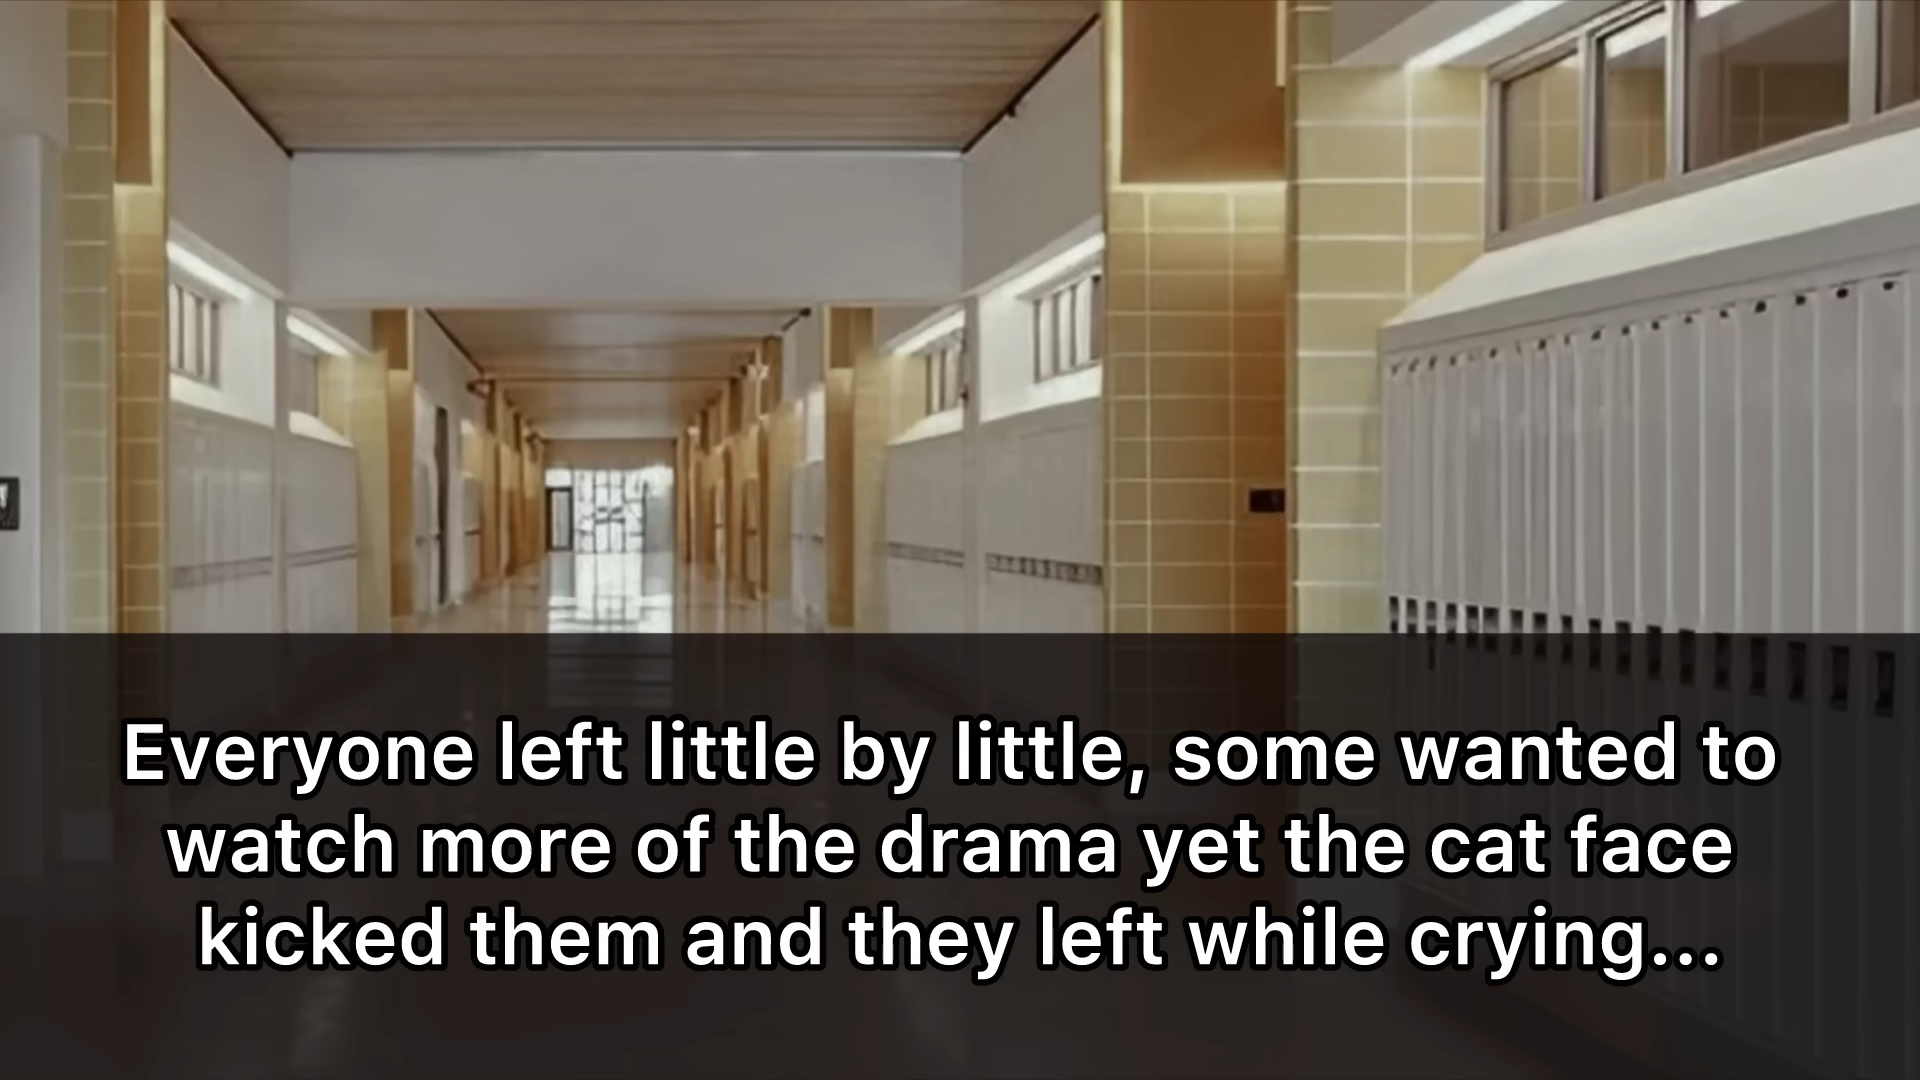 Everyone left little by little, some wanted to
watch more of the drama yet the cat face
kicked them and they left while crying...